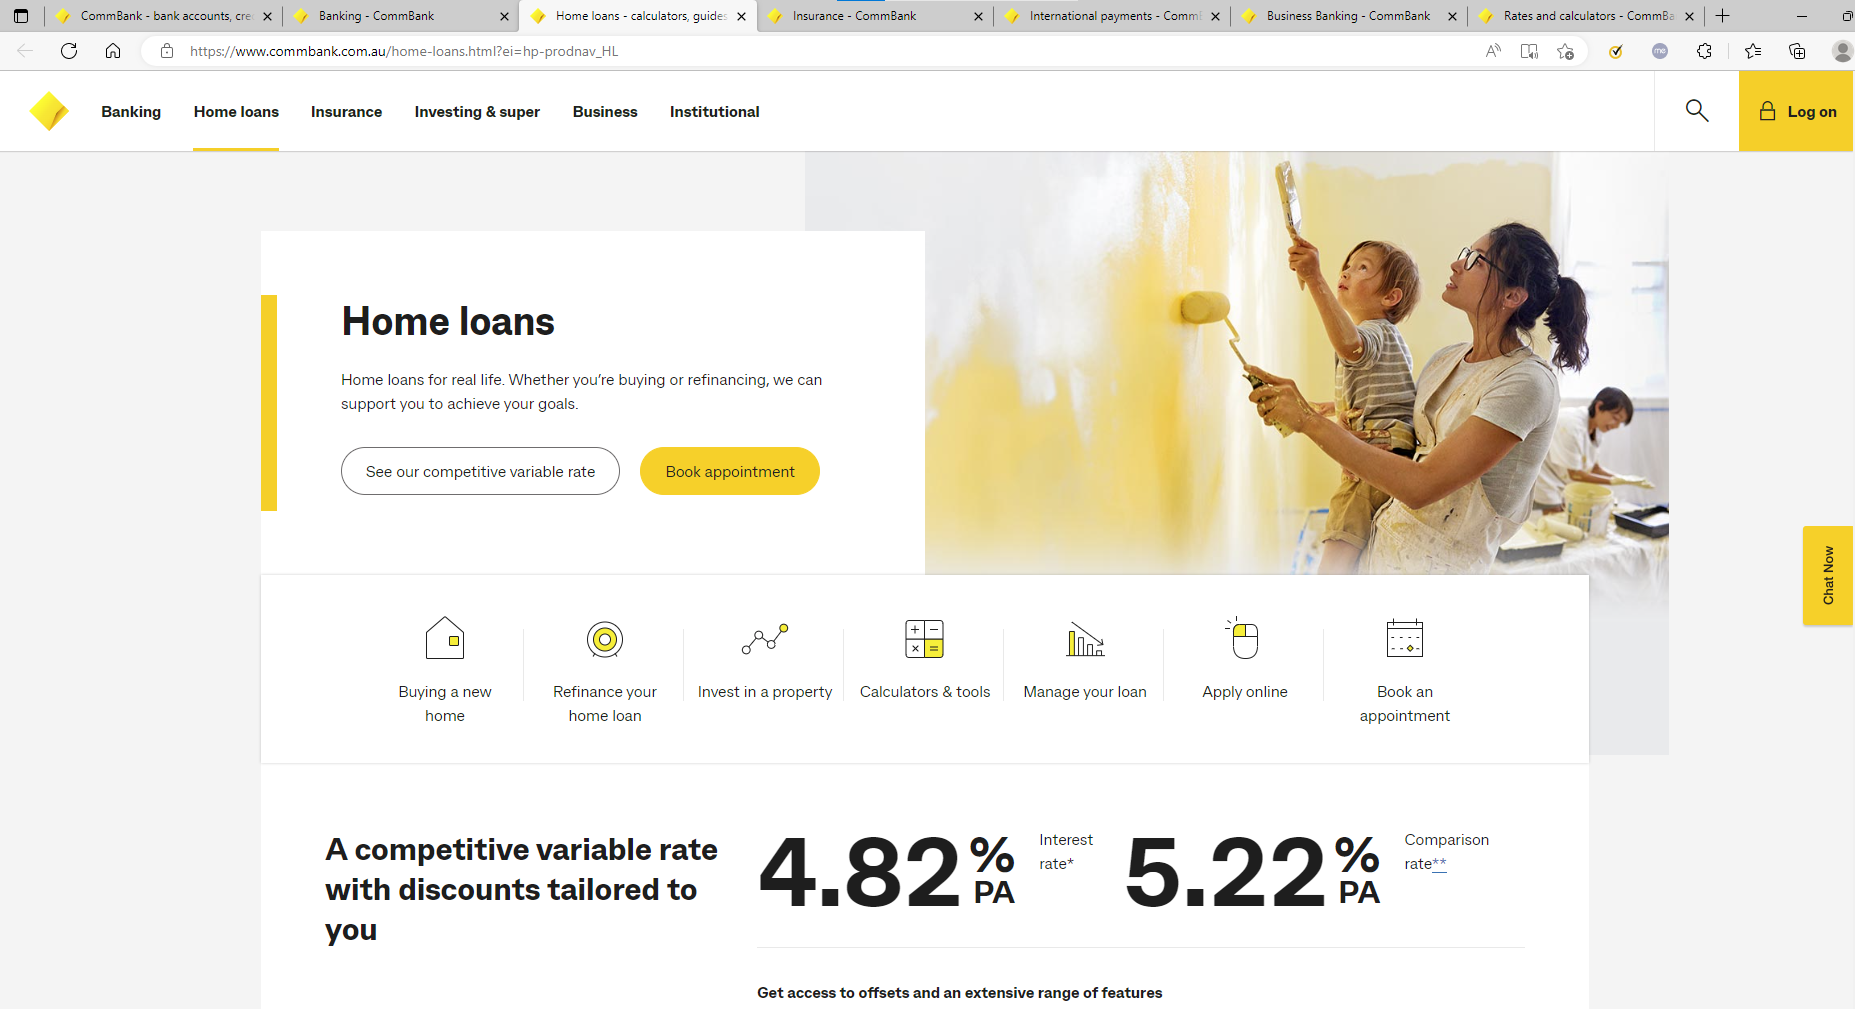 CommBank - bank accounts, cre
Banking - CommBank
Home loans - calculators, guides
Insurance - CommBank
International payments - Comm
Business Banking - CommBank
Rates and calculators - CommBa
https://www.commbank.com.au/home-loans.html?ei=hp-prodnav_HL
me
Banking
Home loans
Insurance
Investing & super
Business
Institutional
Log on
Home loans
Home loans for real life. Whether you’re buying or refinancing, we can
support you to achieve your goals.
See our competitive variable rate
Book appointment
Chat Now
Buying a new
home
Refinance your
home loan
Invest in a property
Calculators & tools
Manage your loan
Apply online
Book an
appointment
A competitive variable rate
with discounts tailored to
you
4.82% PA
Interest
rate*
5.22% PA
Comparison
rate**
Get access to offsets and an extensive range of features